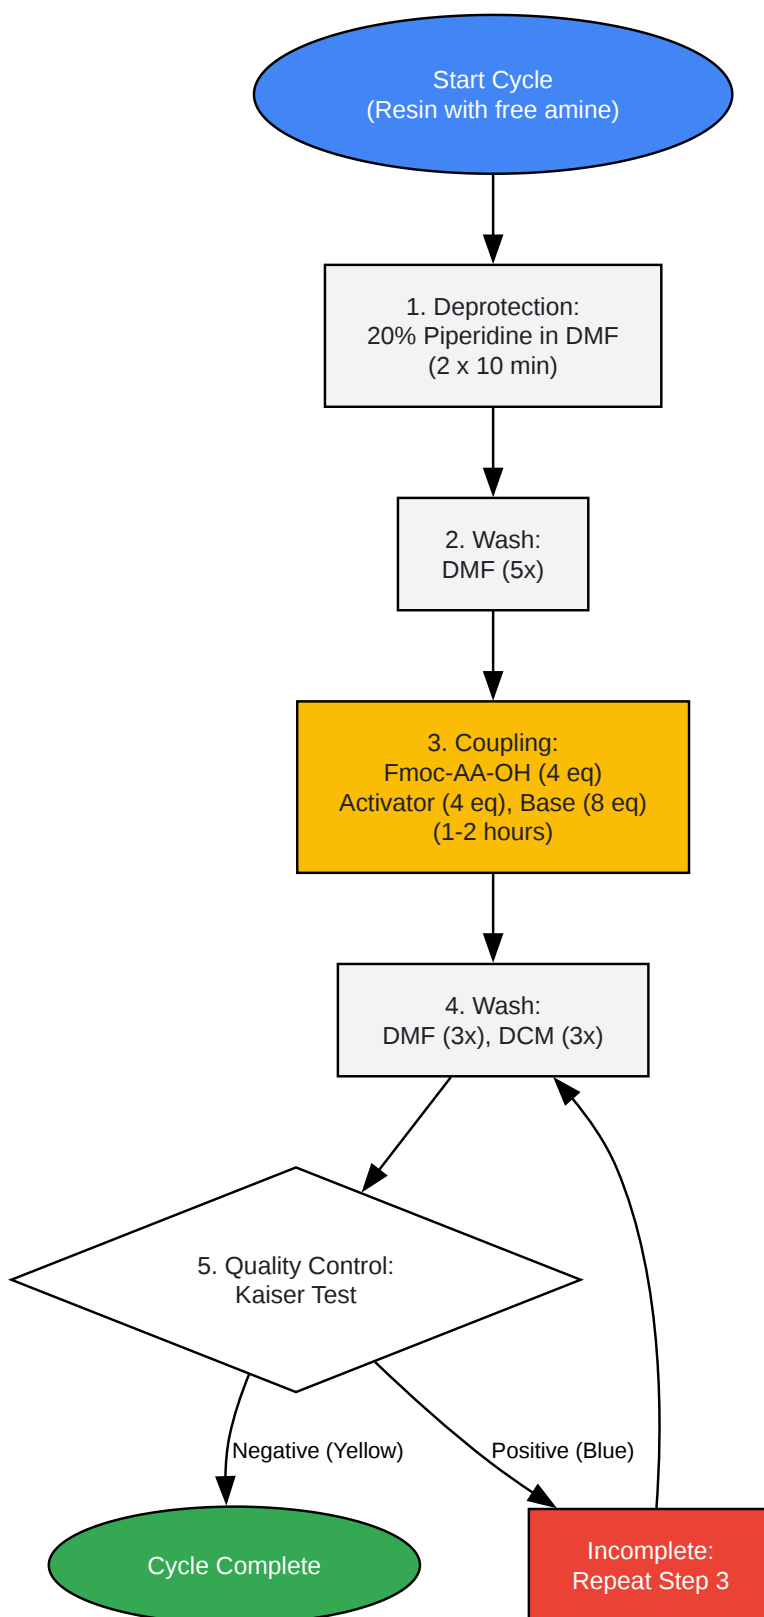 Start Cycle
(Resin with free amine)
1. Deprotection:
20% Piperidine in DMF
(2 x 10 min)
2. Wash:
DMF (5x)
3. Coupling:
Fmoc-AA-OH (4 eq)
Activator (4 eq), Base (8 eq)
(1-2 hours)
4. Wash:
DMF (3x), DCM (3x)
5. Quality Control:
Kaiser Test
Negative (Yellow)
Positive (Blue)
Cycle Complete
Incomplete:
Repeat Step 3